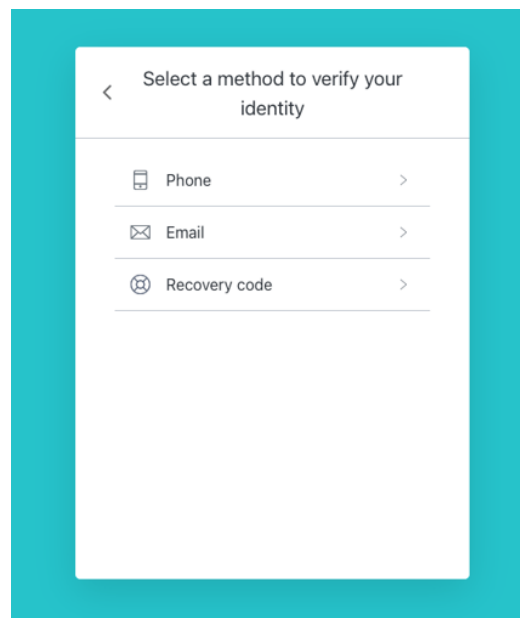 Select a method to verify your
identity
Phone
Email
Recovery code